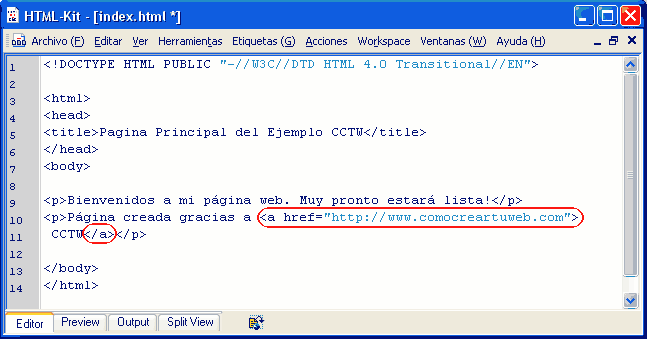 HTML-Kit - [index.html *]
Archivo (F) Editar Ver Herramientas Etiquetas (G) Acciones Workspace Ventanas (W) Ayuda (H)
1 <!DOCTYPE HTML PUBLIC "-//W3C//DTD HTML 4.0 Transitional//EN">
2
3 <html>
4 <head>
5 <title>Pagina Principal del Ejemplo CCTW</title>
6 </head>
7 <body>
8
9 <p>Bienvenidos a mi página web. Muy pronto estará lista!</p>
10 <p>Página creada gracias a <a href="http://www.comocreartuweb.com">
11 CCTW</a></p>
12
13 </body>
14 </html>
Editor Preview Output Split View